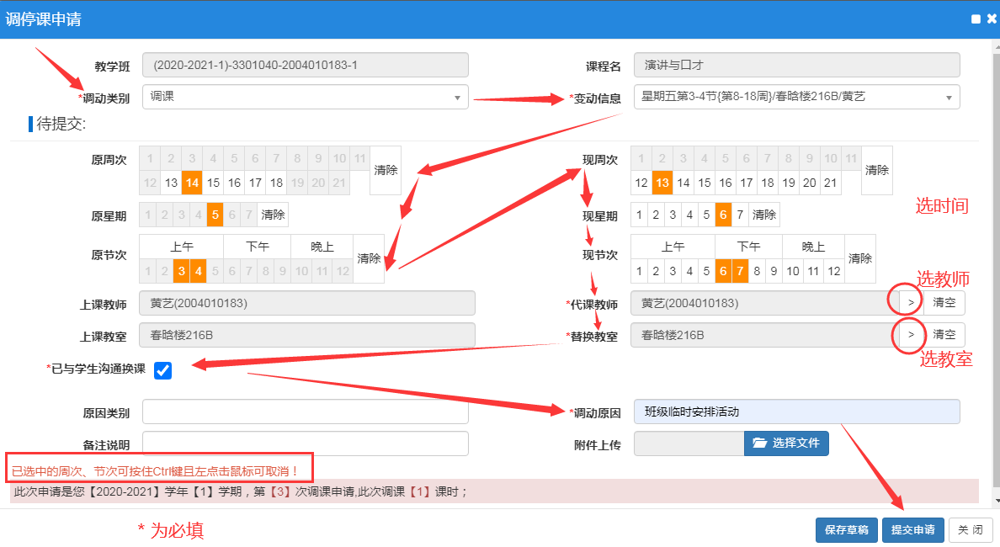 调停课申请
教学班 (2020-2021-1)-3301040-2004010183-1 课程名 演讲与口才
*调动类别 调课 *变动信息 星期五第3-4节{第8-18周}/春晗楼216B/黄艺
待提交:
原周次 1 2 3 4 5 6 7 8 9 10 11 清除 现周次 1 2 3 4 5 6 7 8 9 10 11 清除
12 13 14 15 16 17 18 19 20 21 12 13 14 15 16 17 18 19 20 21
选时间
原星期 1 2 3 4 5 6 7 清除 现星期 1 2 3 4 5 6 7 清除
原节次 上午 下午 晚上 清除 现节次 上午 下午 晚上 清除
1 2 3 4 5 6 7 8 9 10 11 12 1 2 3 4 5 6 7 8 9 10 11 12
选教师
上课教师 黄艺(2004010183) *代课教师 黄艺(2004010183) > 清空
上课教室 春晗楼216B *替换教室 春晗楼216B > 清空
选教室
*已与学生沟通换课
原因类别 *调动原因 班级临时安排活动
备注说明 附件上传 选择文件
已选中的周次、节次可按住Ctrl键且左点击鼠标可取消！
此次申请是您【2020-2021】学年【1】学期，第【3】次调课申请,此次调课【1】课时；
* 为必填
保存草稿 提交申请 关 闭